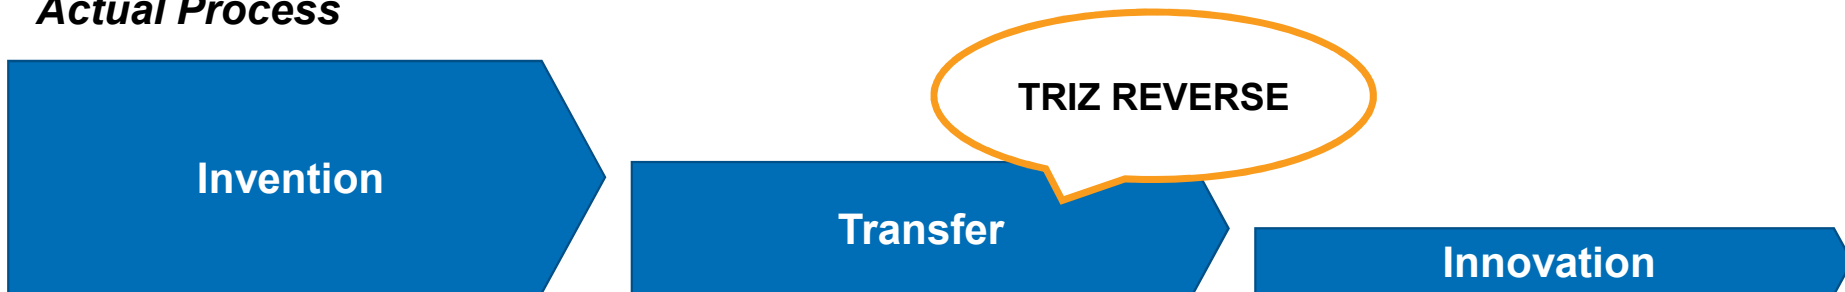 Actual Process
TRIZ REVERSE
Invention
Transfer
Innovation